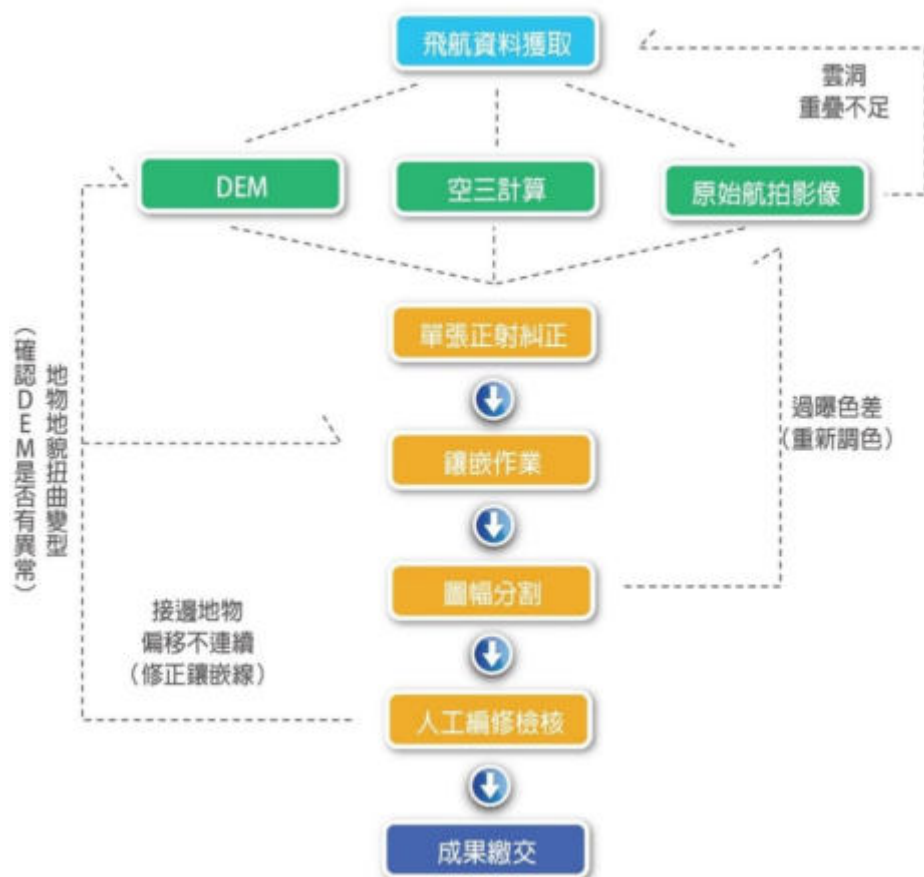 飛航資料獲取
雲洞
重疊不足
DEM
空三計算
原始航拍影像
單張正射糾正
過曝色差
（重新調色）
鑲嵌作業
地物地貌扭曲變型
（確認DEM是否有異常）
圖幅分割
接邊地物
偏移不連續
（修正鑲嵌線）
人工編修檢核
成果繳交